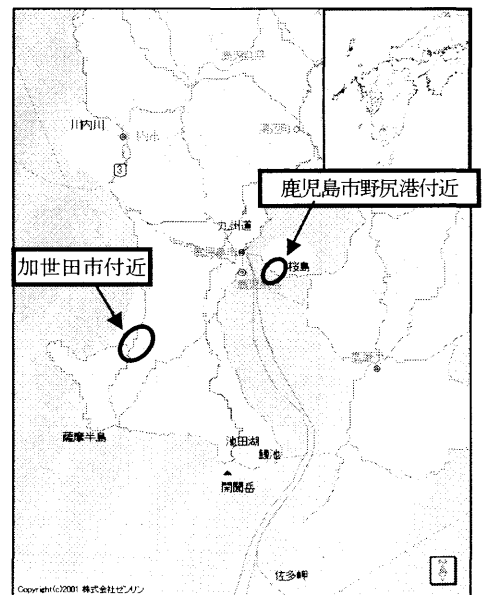 川内川
3
鹿児島市野尻港付近
九州道
桜島
加世田市付近
薩摩半島
池田湖
鰻池
開聞岳
佐多岬
Copyright(c)2001 株式会社ゼンリン